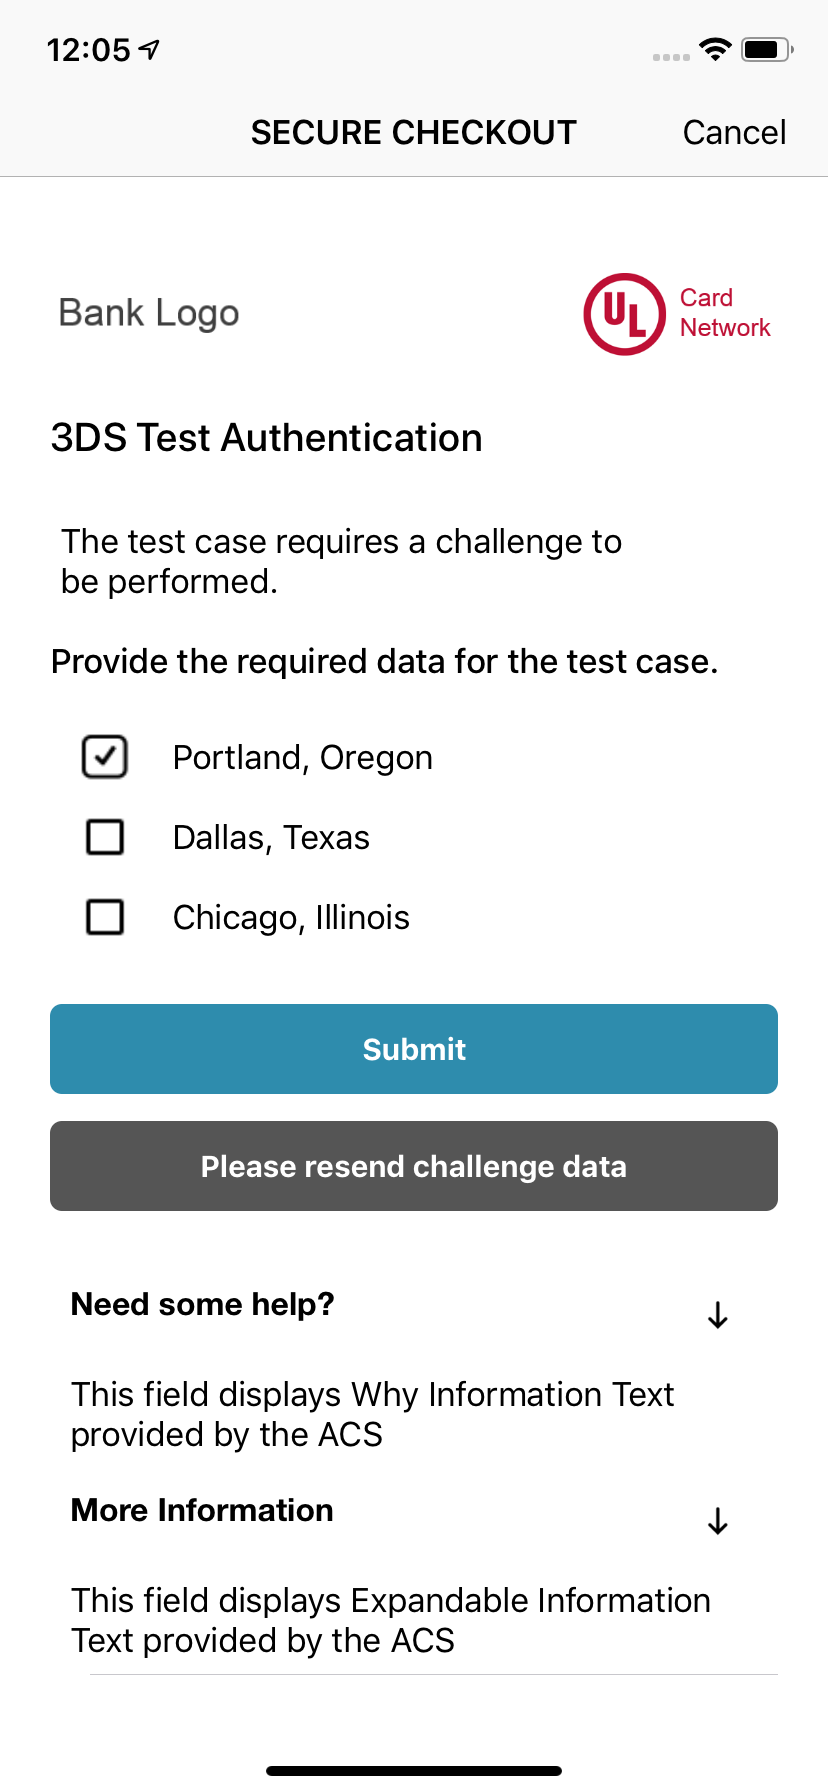 12:05
SECURE CHECKOUT
Cancel
Bank Logo
UL
Card
Network
3DS Test Authentication
The test case requires a challenge to
be performed.
Provide the required data for the test case.
Portland, Oregon
Dallas, Texas
Chicago, Illinois
Submit
Please resend challenge data
Need some help?
This field displays Why Information Text
provided by the ACS
More Information
This field displays Expandable Information
Text provided by the ACS